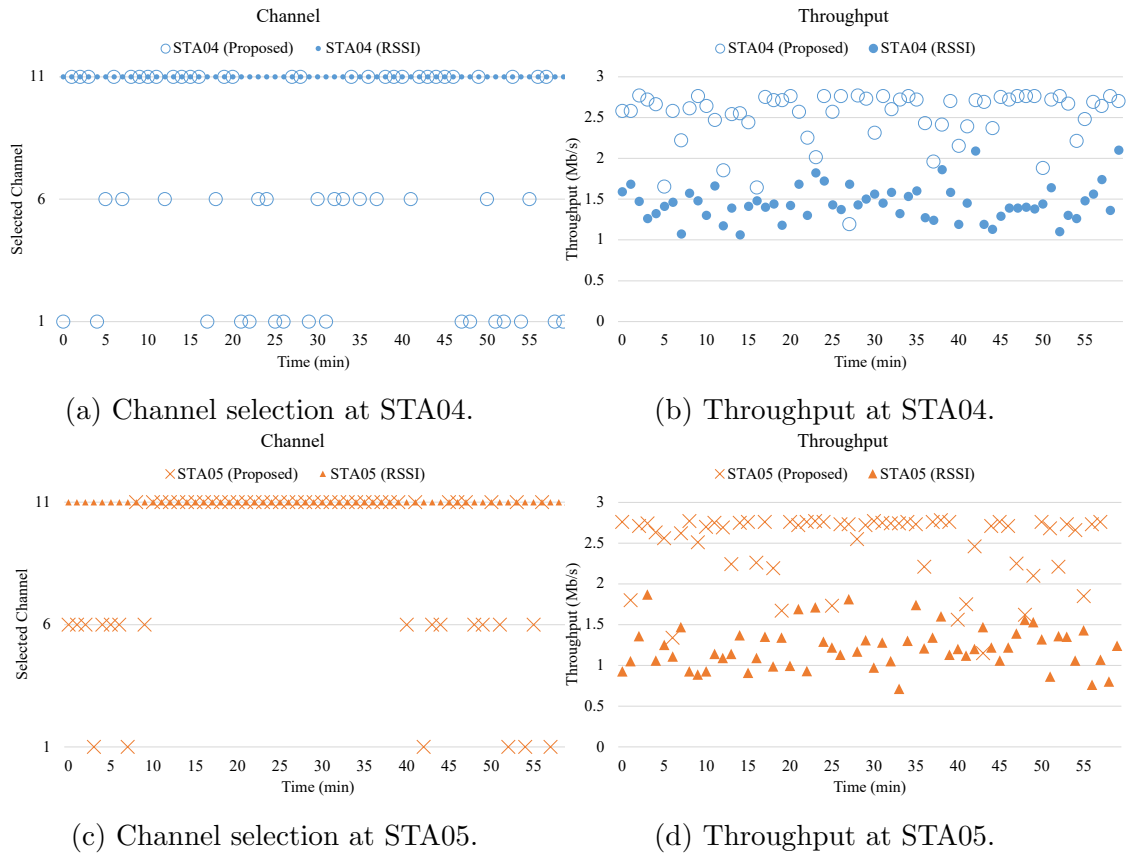 Channel
STA04 (Proposed) STA04 (RSSI)
11
6
1
Selected Channel
0 5 10 15 20 25 30 35 40 45 50 55
Time (min)
(a) Channel selection at STA04.
Throughput
STA04 (Proposed) STA04 (RSSI)
3
2.5
2
1.5
1
0.5
0
Throughput (Mb/s)
0 5 10 15 20 25 30 35 40 45 50 55
Time (min)
(b) Throughput at STA04.
Channel
STA05 (Proposed) STA05 (RSSI)
11
6
1
Selected Channel
0 5 10 15 20 25 30 35 40 45 50 55
Time (min)
(c) Channel selection at STA05.
Throughput
STA05 (Proposed) STA05 (RSSI)
3
2.5
2
1.5
1
0.5
0
Throughput (Mb/s)
0 5 10 15 20 25 30 35 40 45 50 55
Time (min)
(d) Throughput at STA05.